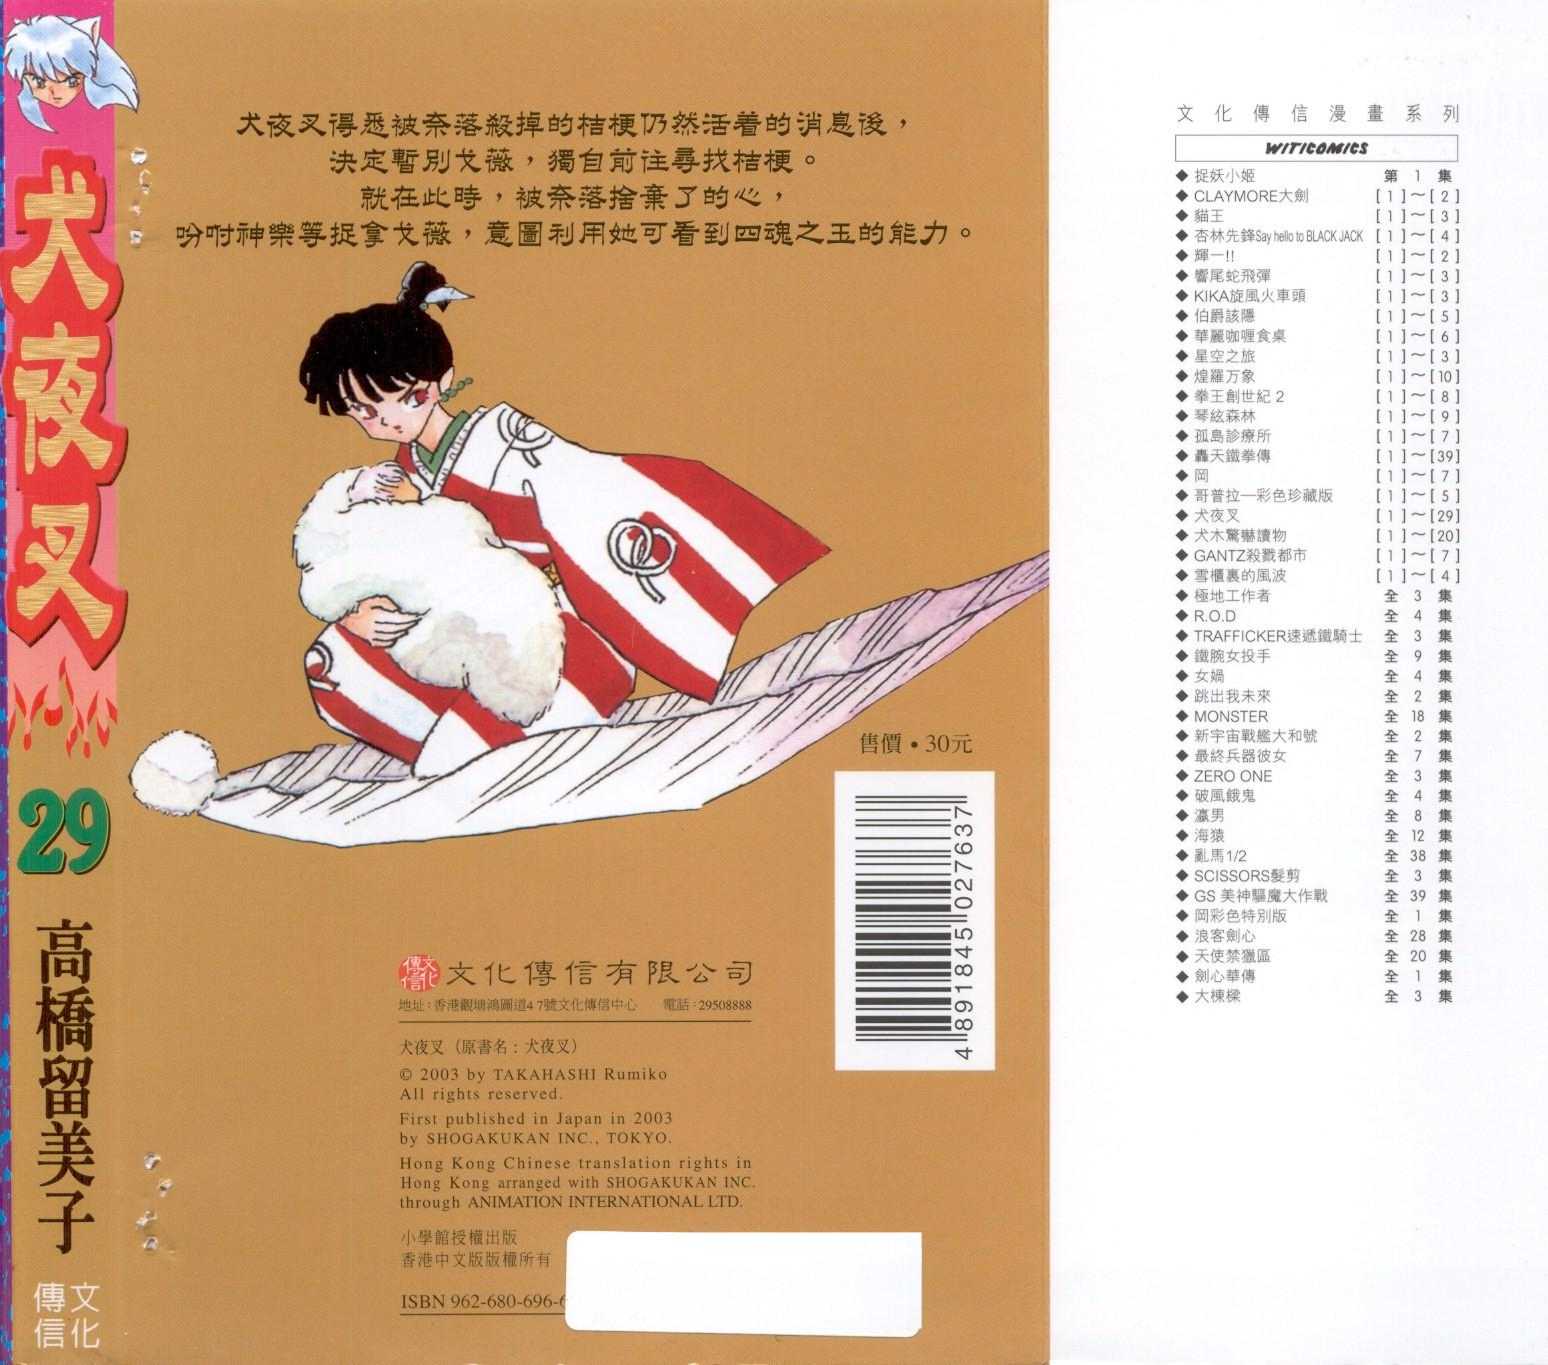 犬夜叉
29
高橋留美子
文化
傳信
犬夜叉得悉被奈落殺掉的桔梗仍然活着的消息後，
決定暫別戈薇，獨自前往尋找桔梗。
就在此時，被奈落捨棄了的心，
吩咐神樂等捉拿戈薇，意圖利用她可看到四魂之玉的能力。
售價•30元
4 891845 027637
文化傳信
文化傳信有限公司
地址：香港觀塘鴻圖道4 7號文化傳信中心 電話：29508888
犬夜叉（原書名：犬夜叉）
© 2003 by TAKAHASHI Rumiko
All rights reserved.
First published in Japan in 2003
by SHOGAKUKAN INC., TOKYO.
Hong Kong Chinese translation rights in
Hong Kong arranged with SHOGAKUKAN INC.
through ANIMATION INTERNATIONAL LTD.
小學館授權出版
香港中文版版權所有
ISBN 962-680-696-
文化傳信漫畫系列
WITICOMICS
◆ 捉妖小姬 第 1 集
◆ CLAYMORE大劍 [1]～[2]
◆ 貓王 [1]～[3]
◆ 杏林先鋒Say hello to BLACK JACK [1]～[4]
◆ 輝一!! [1]～[2]
◆ 響尾蛇飛彈 [1]～[3]
◆ KIKA旋風火車頭 [1]～[3]
◆ 伯爵該隱 [1]～[5]
◆ 華麗咖喱食桌 [1]～[6]
◆ 星空之旅 [1]～[3]
◆ 煌羅万象 [1]～[10]
◆ 拳王創世紀 2 [1]～[8]
◆ 琴絃森林 [1]～[9]
◆ 孤島診療所 [1]～[7]
◆ 轟天鐵拳傳 [1]～[39]
◆ 岡 [1]～[7]
◆ 哥普拉—彩色珍藏版 [1]～[5]
◆ 犬夜叉 [1]～[29]
◆ 犬木驚嚇讀物 [1]～[20]
◆ GANTZ殺戮都市 [1]～[7]
◆ 雪櫃裏的風波 [1]～[4]
◆ 極地工作者 全 3 集
◆ R.O.D 全 4 集
◆ TRAFFICKER速遞鐵騎士 全 3 集
◆ 鐵腕女投手 全 9 集
◆ 女媧 全 4 集
◆ 跳出我未來 全 2 集
◆ MONSTER 全 18 集
◆ 新宇宙戰艦大和號 全 2 集
◆ 最終兵器彼女 全 7 集
◆ ZERO ONE 全 3 集
◆ 破風餓鬼 全 4 集
◆ 瀛男 全 8 集
◆ 海猿 全 12 集
◆ 亂馬1/2 全 38 集
◆ SCISSORS髮剪 全 3 集
◆ GS 美神驅魔大作戰 全 39 集
◆ 岡彩色特別版 全 1 集
◆ 浪客劍心 全 28 集
◆ 天使禁獵區 全 20 集
◆ 劍心華傳 全 1 集
◆ 大棟樑 全 3 集